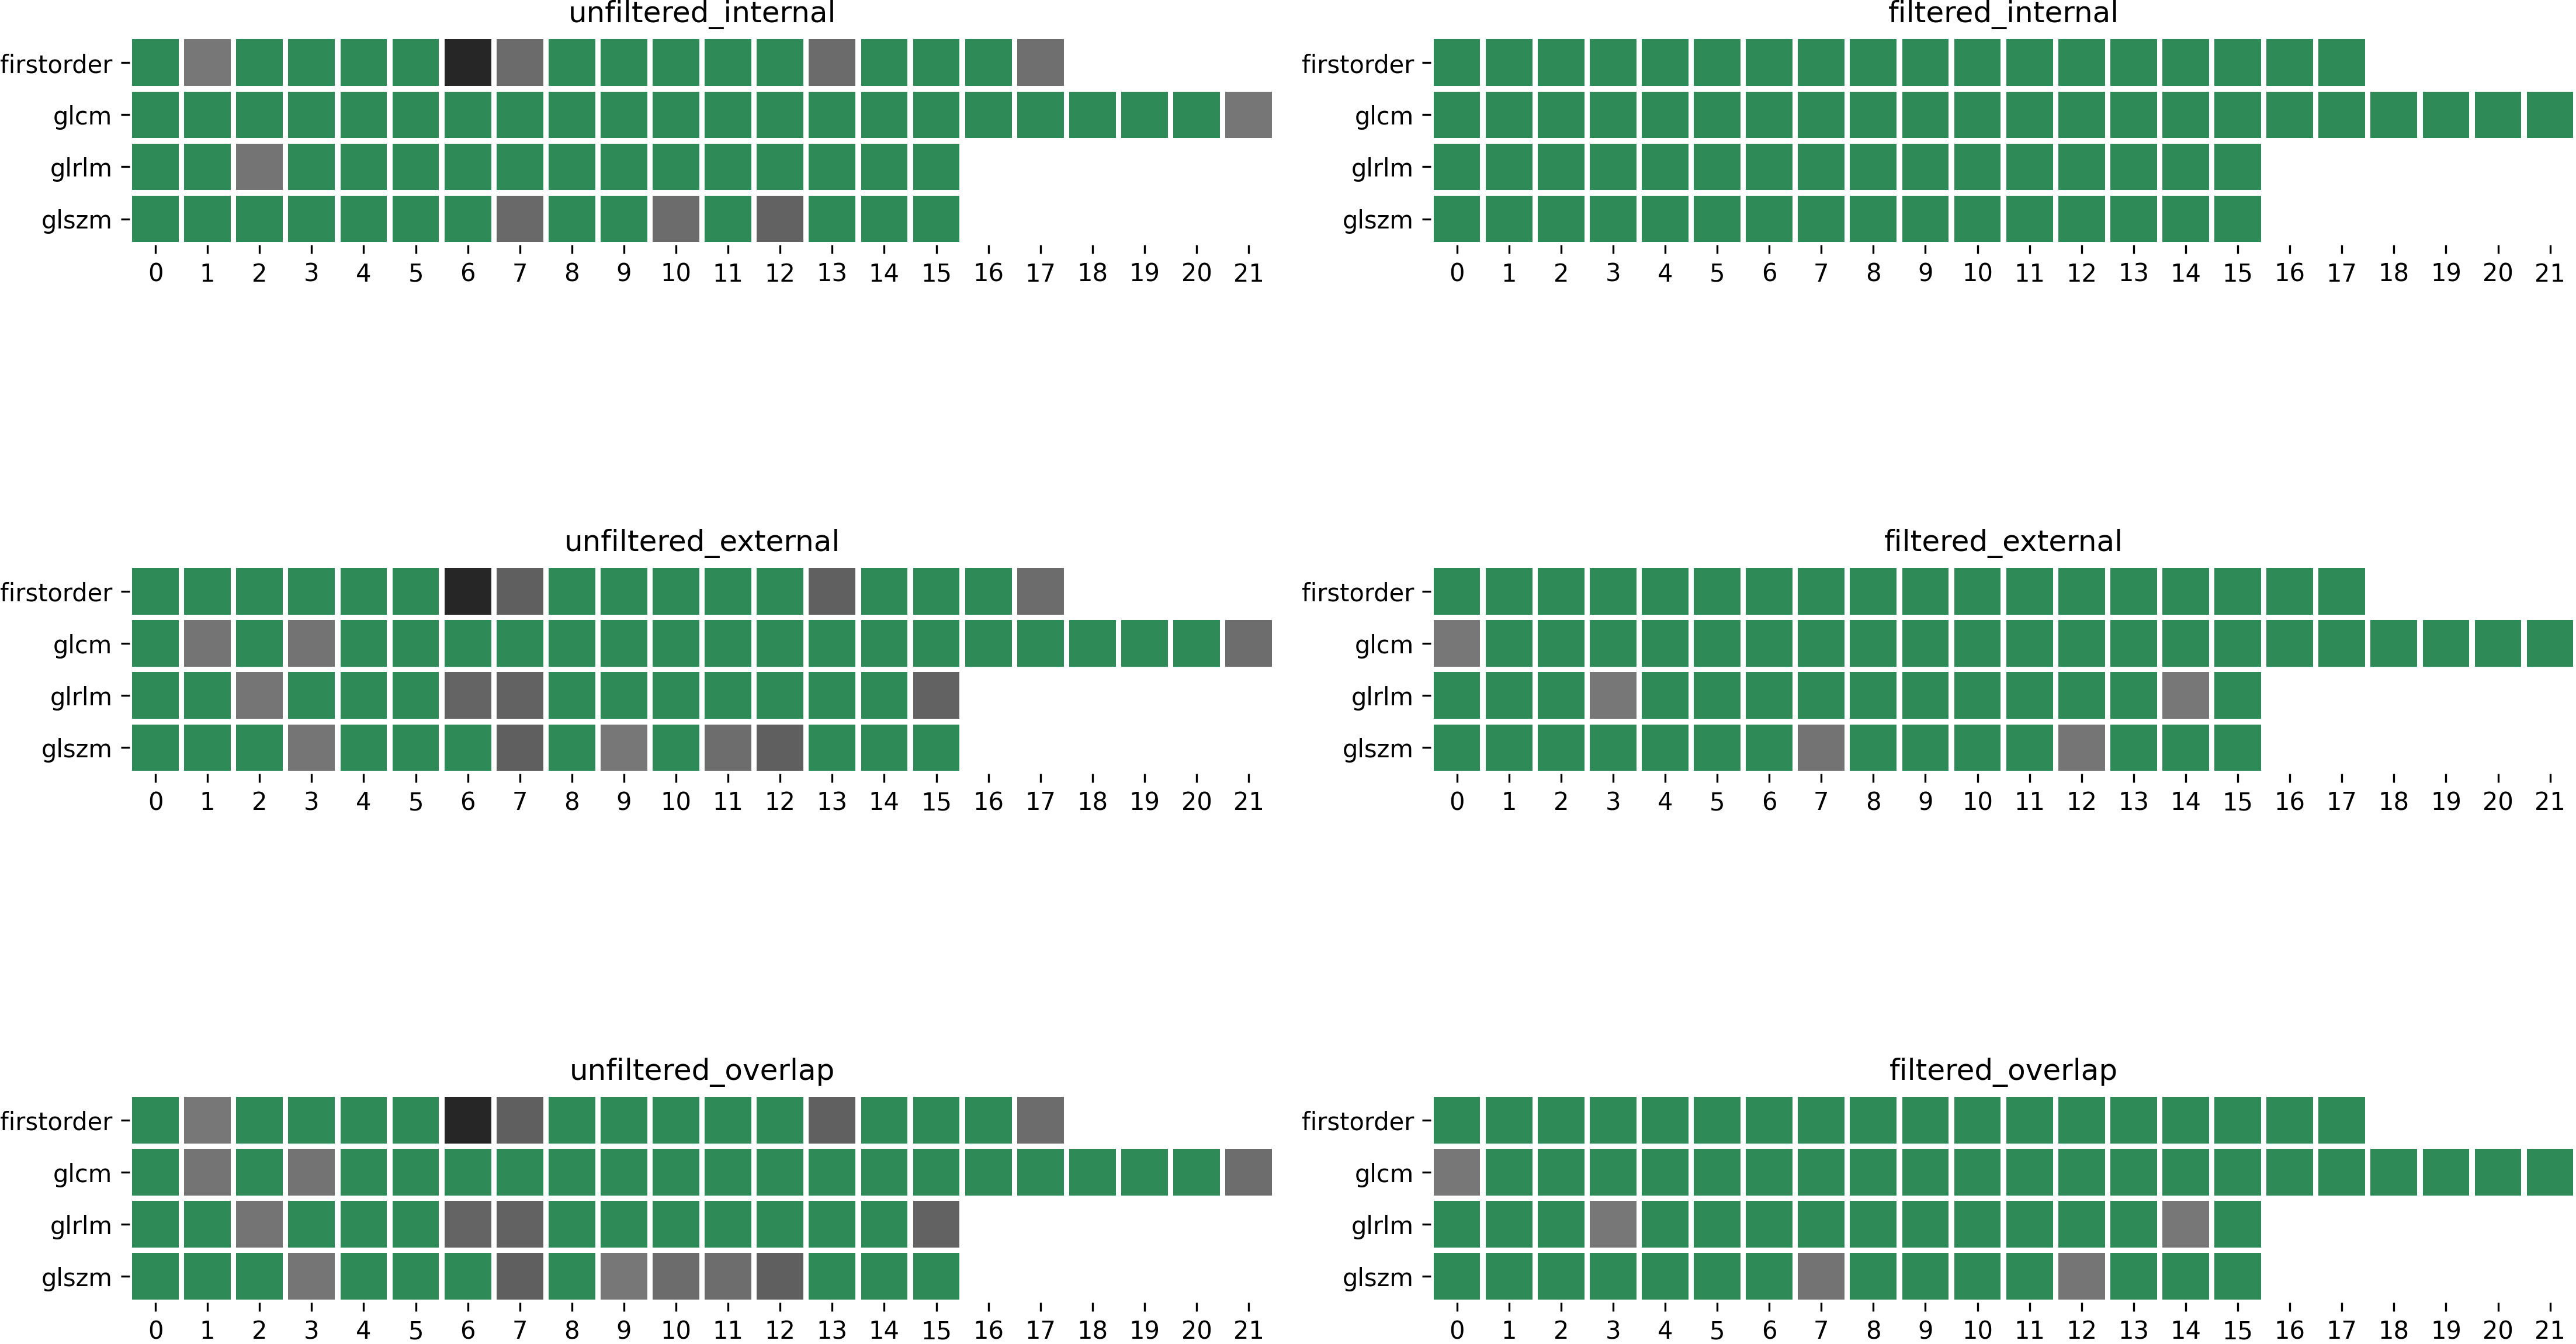 unfiltered_internal
firstorder
glcm
glrlm
glszm
0 1 2 3 4 5 6 7 8 9 10 11 12 13 14 15 16 17 18 19 20 21
filtered_internal
firstorder
glcm
glrlm
glszm
0 1 2 3 4 5 6 7 8 9 10 11 12 13 14 15 16 17 18 19 20 21
unfiltered_external
firstorder
glcm
glrlm
glszm
0 1 2 3 4 5 6 7 8 9 10 11 12 13 14 15 16 17 18 19 20 21
filtered_external
firstorder
glcm
glrlm
glszm
0 1 2 3 4 5 6 7 8 9 10 11 12 13 14 15 16 17 18 19 20 21
unfiltered_overlap
firstorder
glcm
glrlm
glszm
0 1 2 3 4 5 6 7 8 9 10 11 12 13 14 15 16 17 18 19 20 21
filtered_overlap
firstorder
glcm
glrlm
glszm
0 1 2 3 4 5 6 7 8 9 10 11 12 13 14 15 16 17 18 19 20 21